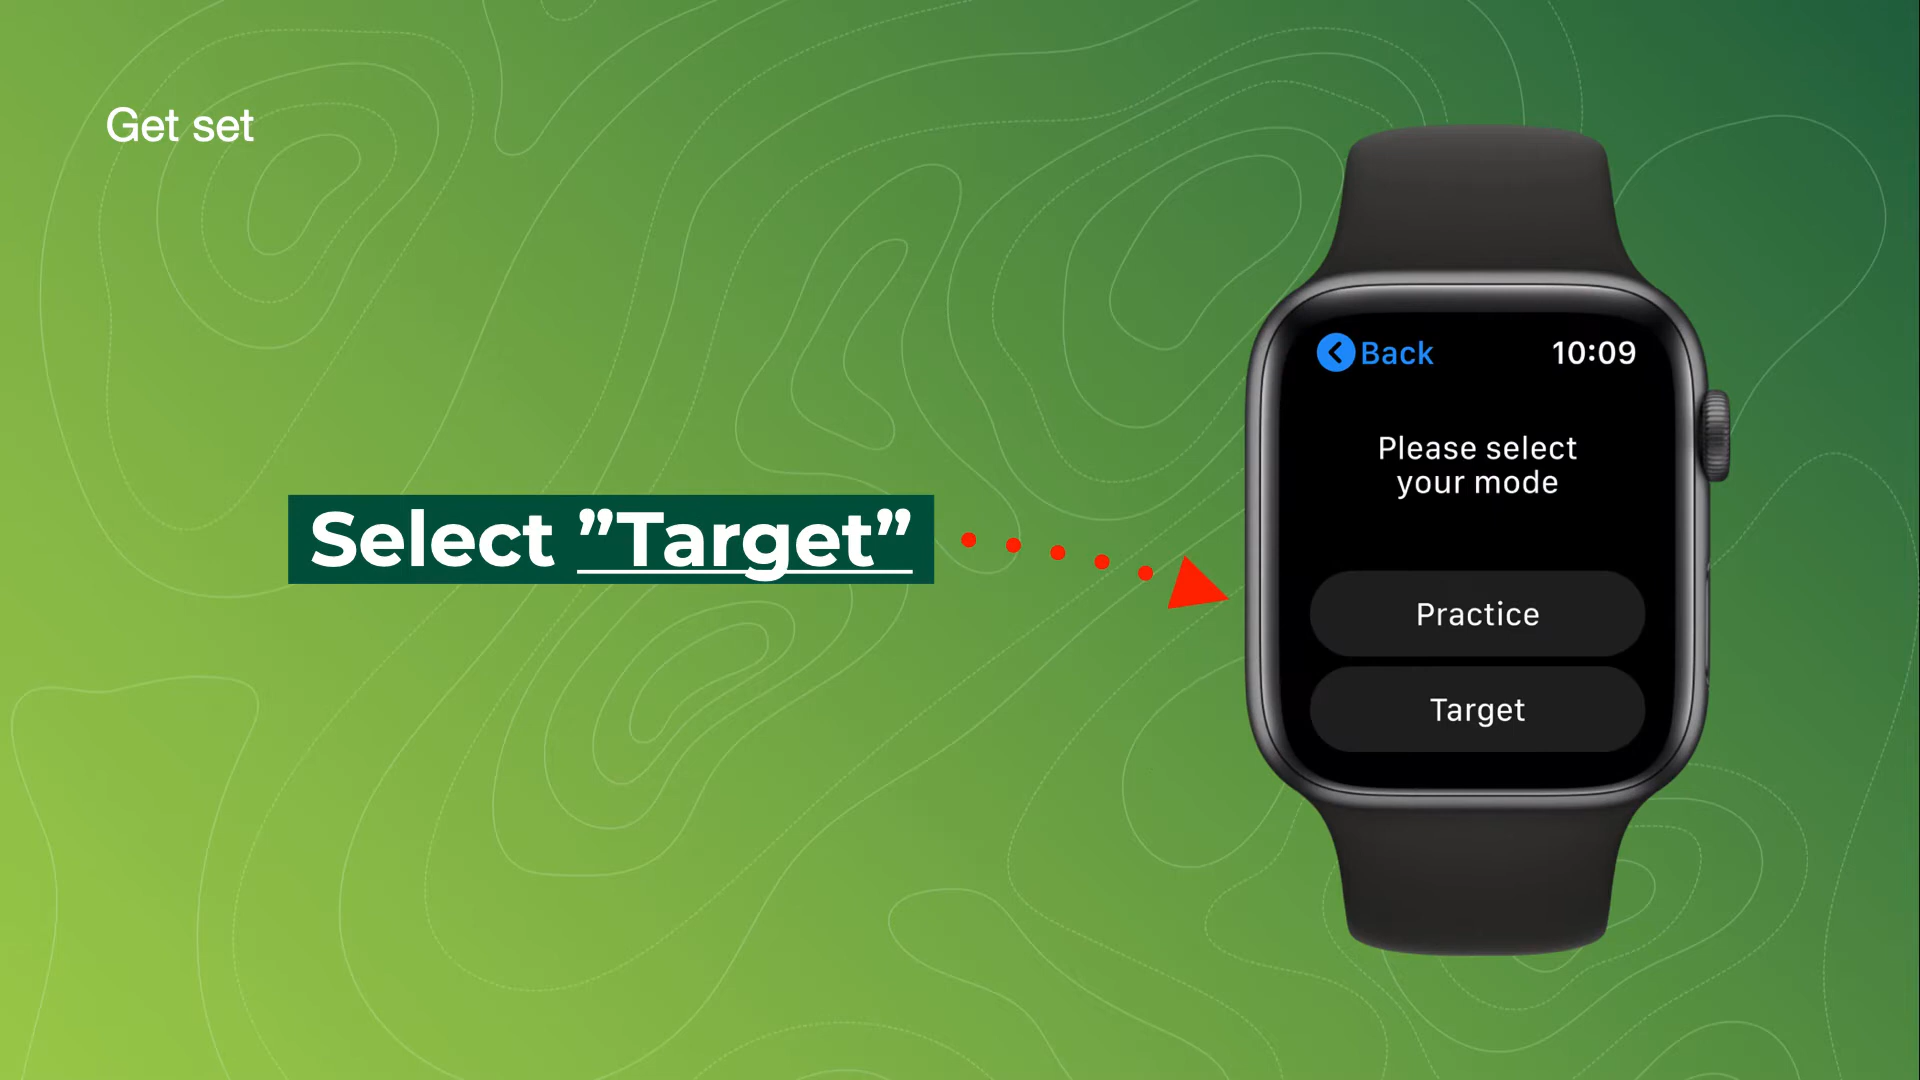 Get set
Select ”Target”
Back
10:09
Please select
your mode
Practice
Target